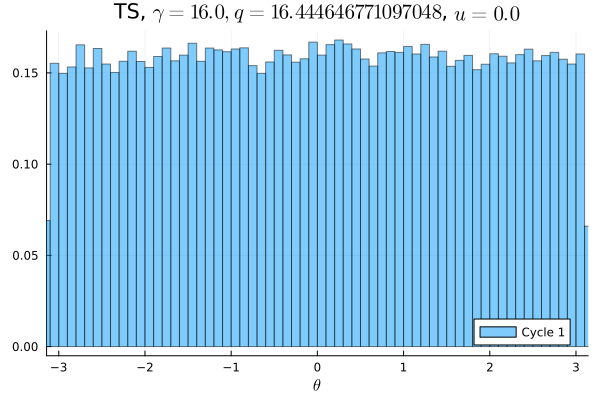 TS, γ = 16.0, q = 16.444646771097048, u = 0.0
0.15
0.10
0.05
0.00
Cycle 1
−3 −2 −1 0 1 2 3
θ